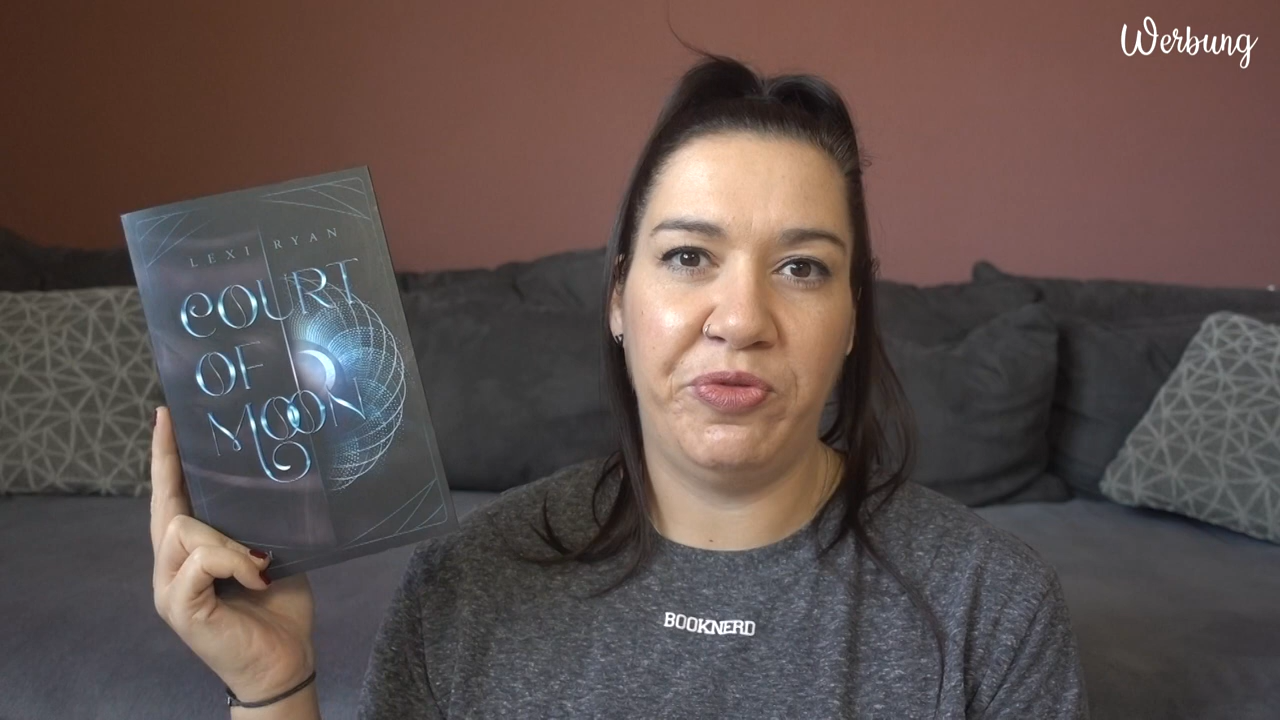 Werbung
LEXI RYAN
COURT
OF
MOON
BOOKNERD